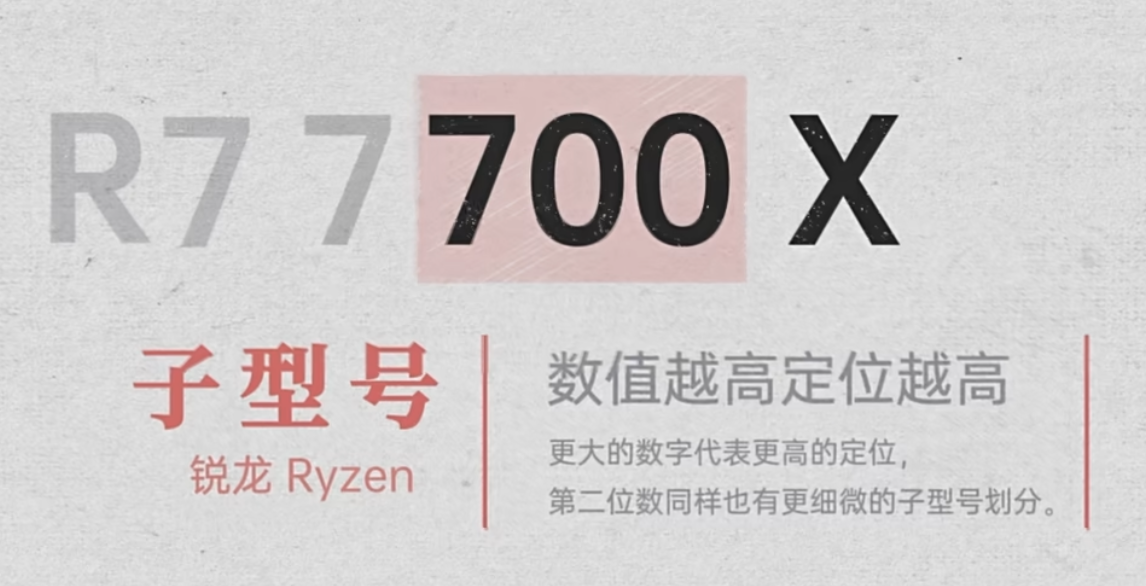 R7 7700 X
子型号
锐龙 Ryzen
数值越高定位越高
更大的数字代表更高的定位，
第二位数同样也有更细微的子型号划分。